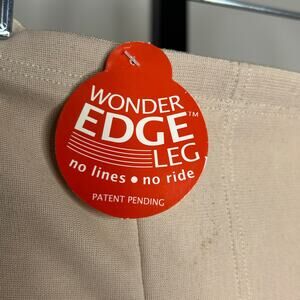 WONDER
EDGE™
LEG
no lines • no ride
PATENT PENDING